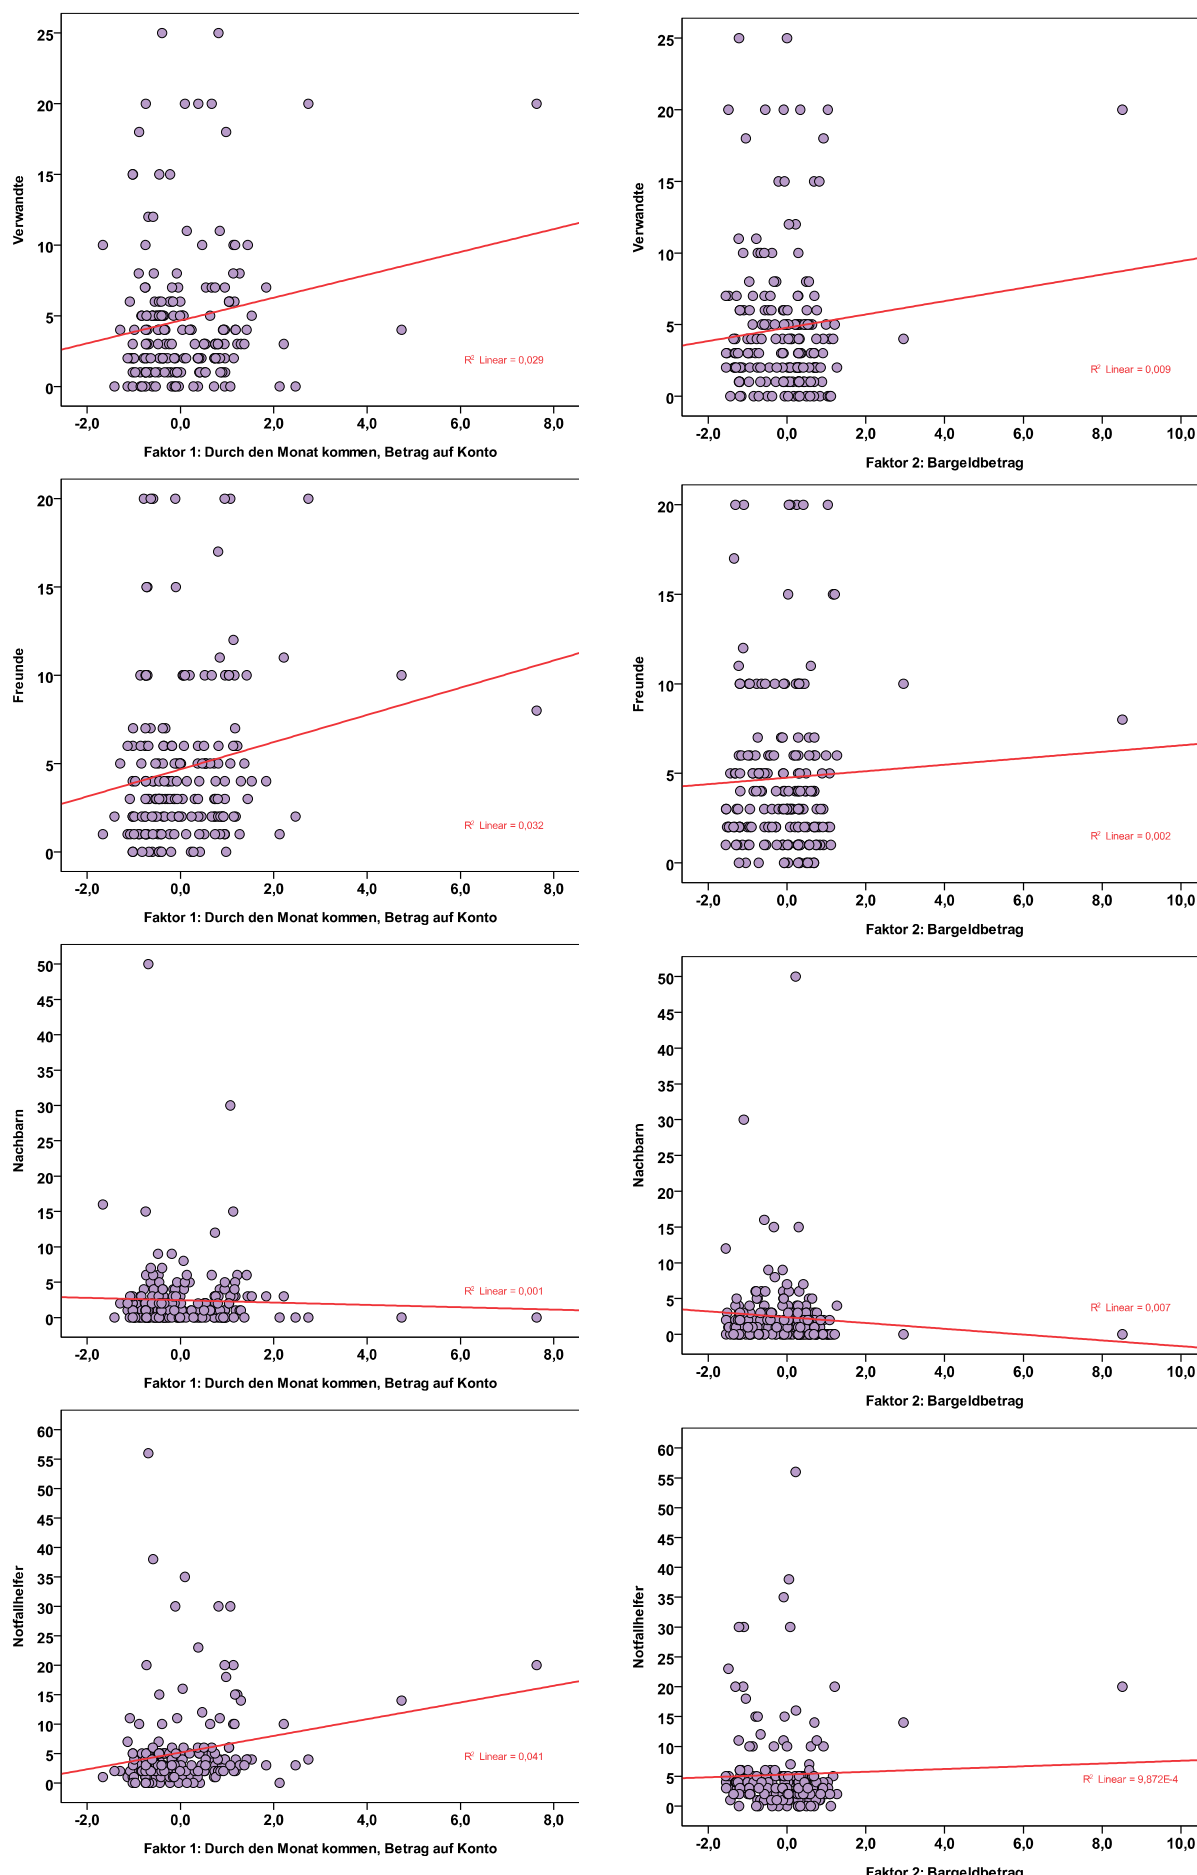 25
20
15
10
5
0
Verwandte
-2,0 0,0 2,0 4,0 6,0 8,0
Faktor 1: Durch den Monat kommen, Betrag auf Konto
R² Linear = 0,029
25
20
15
10
5
0
Verwandte
-2,0 0,0 2,0 4,0 6,0 8,0 10,0
Faktor 2: Bargeldbetrag
R² Linear = 0,009
20
15
10
5
0
Freunde
-2,0 0,0 2,0 4,0 6,0 8,0
Faktor 1: Durch den Monat kommen, Betrag auf Konto
R² Linear = 0,032
20
15
10
5
0
Freunde
-2,0 0,0 2,0 4,0 6,0 8,0 10,0
Faktor 2: Bargeldbetrag
R² Linear = 0,002
50
45
40
35
30
25
20
15
10
5
0
Nachbarn
-2,0 0,0 2,0 4,0 6,0 8,0
Faktor 1: Durch den Monat kommen, Betrag auf Konto
R² Linear = 0,001
50
45
40
35
30
25
20
15
10
5
0
Nachbarn
-2,0 0,0 2,0 4,0 6,0 8,0 10,0
Faktor 2: Bargeldbetrag
R² Linear = 0,007
60
55
50
45
40
35
30
25
20
15
10
5
0
Notfallhelfer
-2,0 0,0 2,0 4,0 6,0 8,0
Faktor 1: Durch den Monat kommen, Betrag auf Konto
R² Linear = 0,041
60
55
50
45
40
35
30
25
20
15
10
5
0
Notfallhelfer
-2,0 0,0 2,0 4,0 6,0 8,0 10,0
Faktor 2: Bargeldbetrag
R² Linear = 9,872E-4